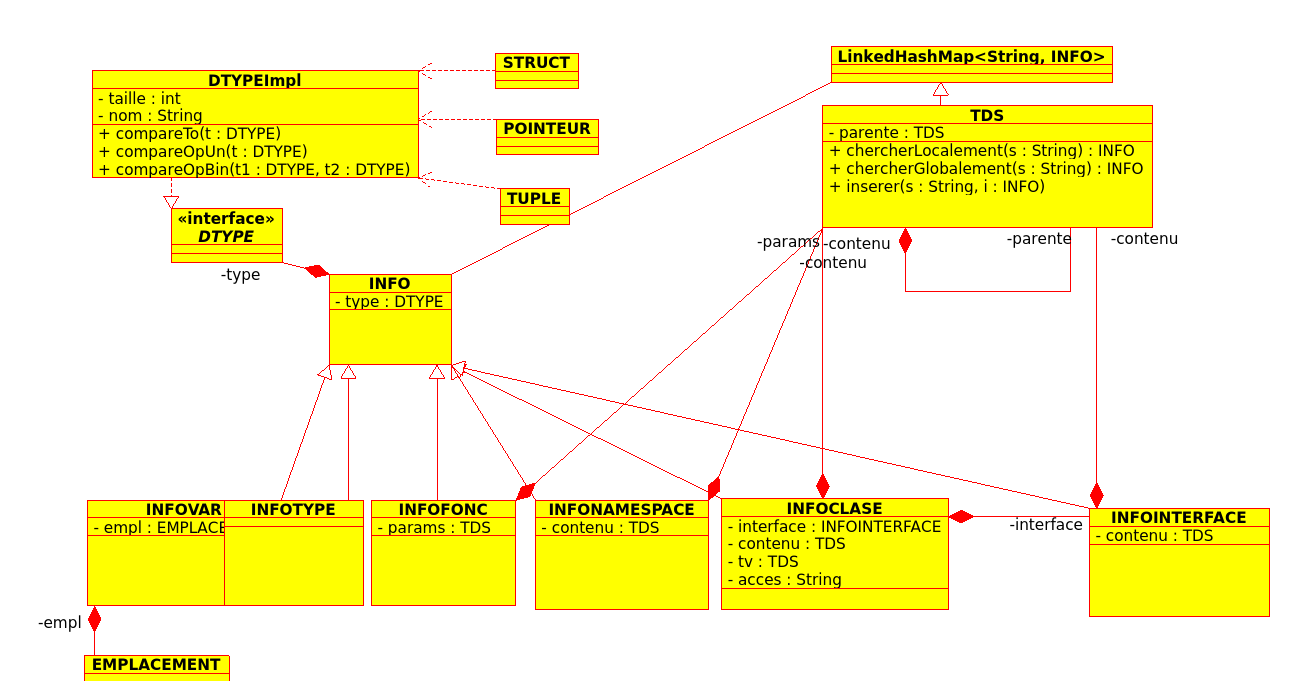 STRUCT
LinkedHashMap<String, INFO>
DTYPEImpl
- taille : int
- nom : String
+ compareTo(t : DTYPE)
+ compareOpUn(t : DTYPE)
+ compareOpBin(t1 : DTYPE, t2 : DTYPE)
POINTEUR
TUPLE
TDS
- parente : TDS
+ chercherLocalement(s : String) : INFO
+ chercherGlobalement(s : String) : INFO
+ inserer(s : String, i : INFO)
«interface»
DTYPE
-type
-params
-contenu
-contenu
-parente
-contenu
INFO
- type : DTYPE
INFOVAR
- empl : EMPLACE
INFOTYPE
INFOFONC
- params : TDS
INFONAMESPACE
- contenu : TDS
INFOCLASE
- interface : INFOINTERFACE
- contenu : TDS
- tv : TDS
- acces : String
-interface
INFOINTERFACE
- contenu : TDS
-empl
EMPLACEMENT